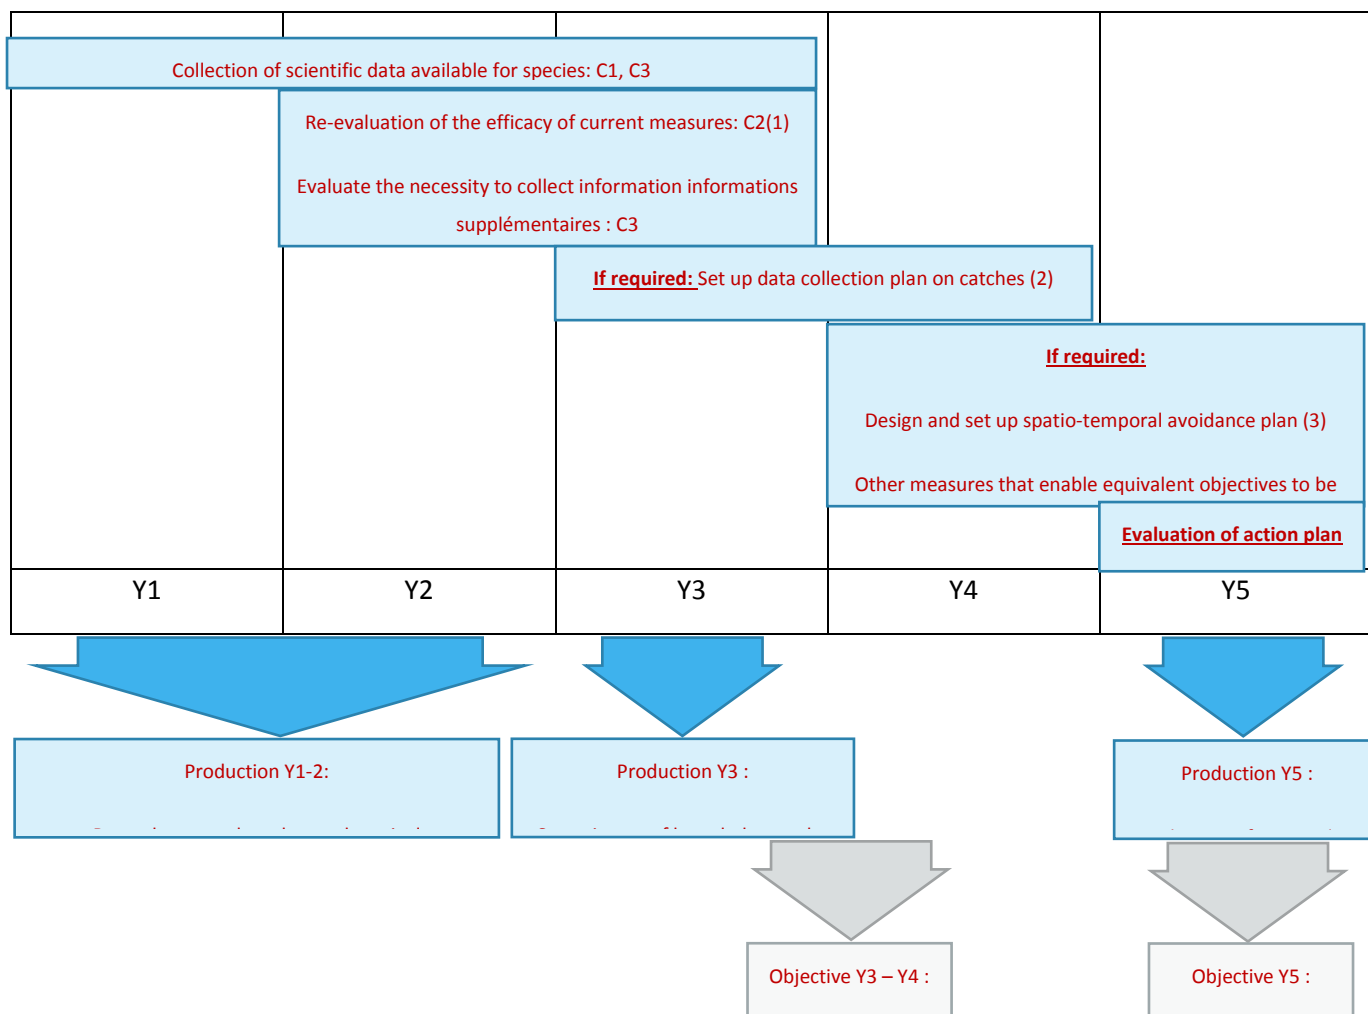 Collection of scientific data available for species: C1, C3
Re-evaluation of the efficacy of current measures: C2(1)
Evaluate the necessity to collect information informations
supplémentaires : C3
If required: Set up data collection plan on catches (2)
If required:
Design and set up spatio-temporal avoidance plan (3)
Other measures that enable equivalent objectives to be
Evaluation of action plan
Y1
Y2
Y3
Y4
Y5
Production Y1-2:
Production Y3 :
Production Y5 :
Objective Y3 – Y4 :
Objective Y5 :